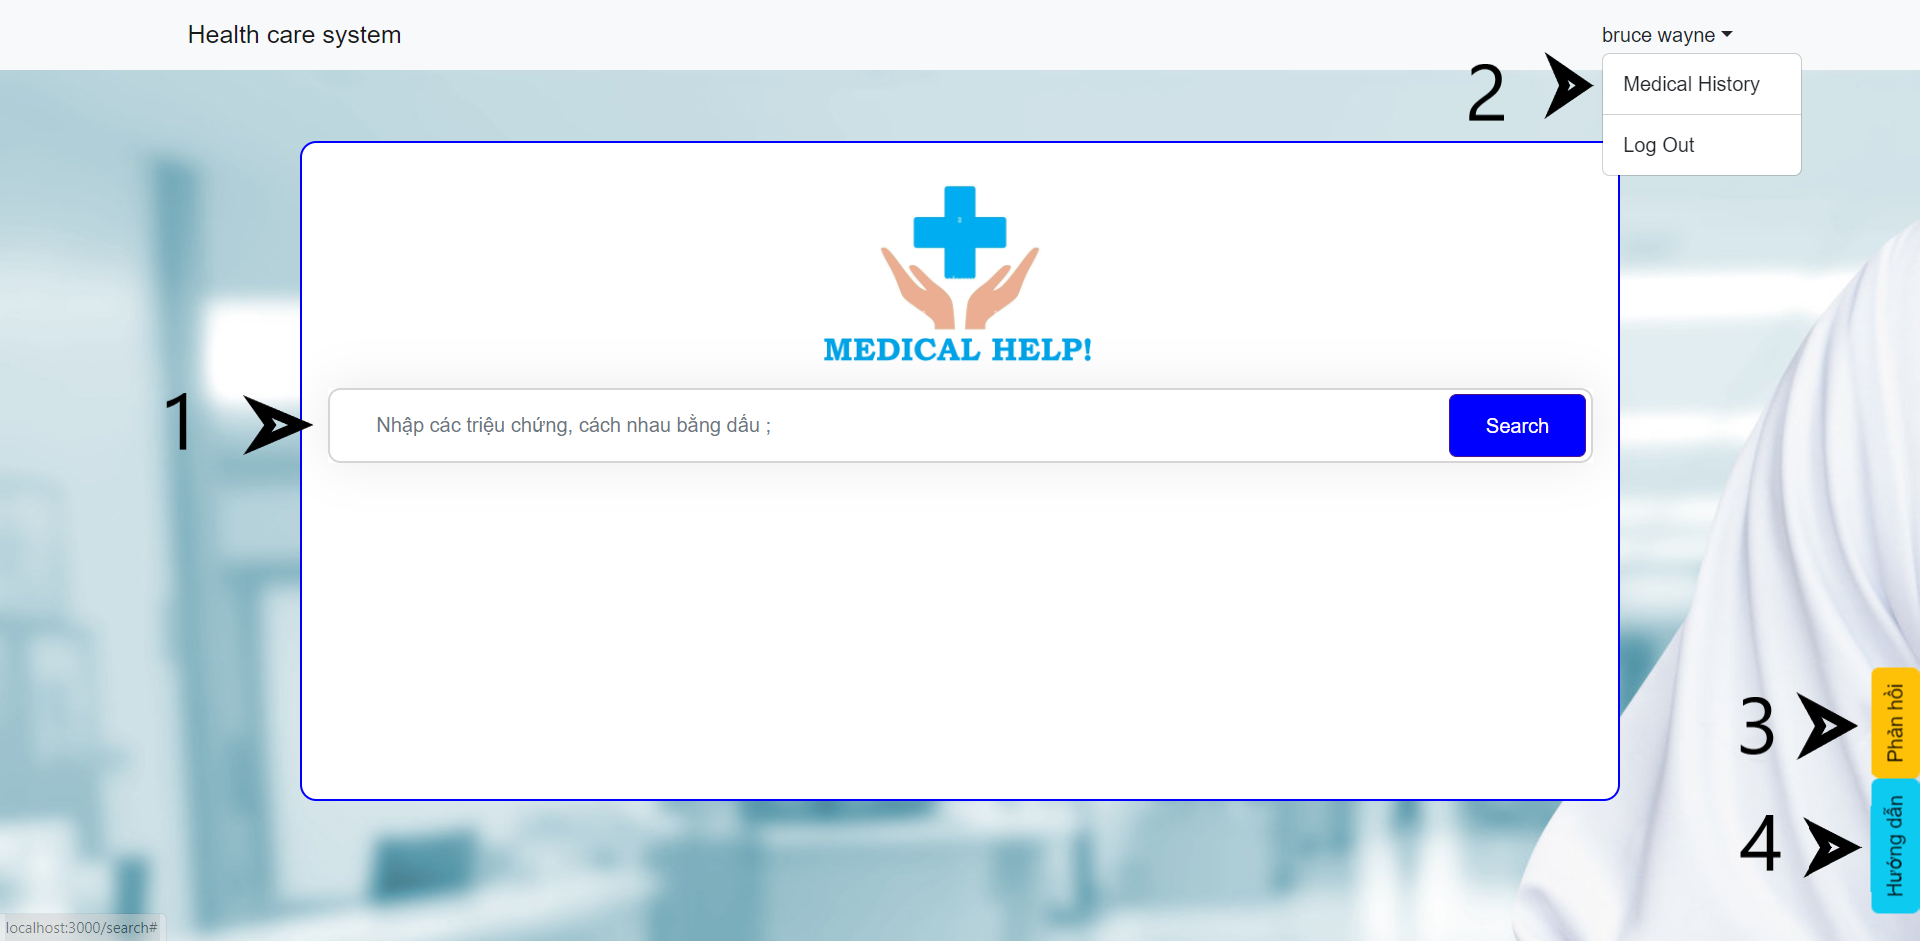 Health care system
bruce wayne
2
Medical History
Log Out
MEDICAL HELP!
1
Nhập các triệu chứng, cách nhau bằng dấu ;
Search
3
Phản hồi
4
Hướng dẫn
localhost:3000/search#